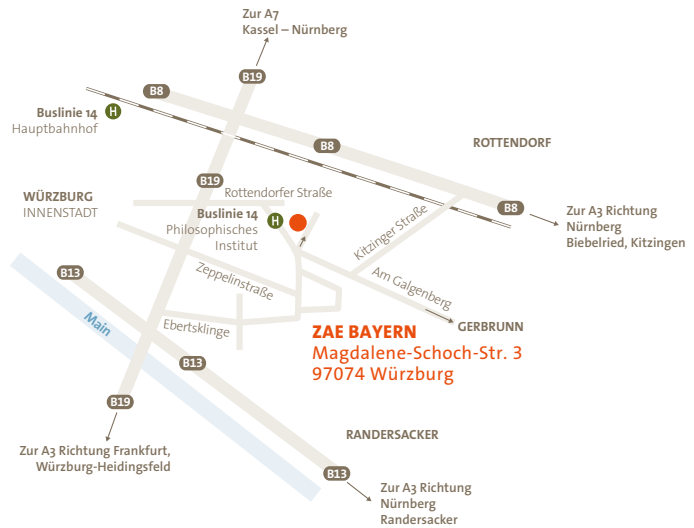 Zur A7
Kassel – Nürnberg
B19
B8
Buslinie 14
Hauptbahnhof
H
B8
ROTTENDORF
B19
Rottendorfer Straße
WÜRZBURG
INNENSTADT
Buslinie 14
Philosophisches
Institut
H
Kitzinger Straße
B8
Zur A3 Richtung
Nürnberg
Biebelried, Kitzingen
B13
Zeppelinstraße
Am Galgenberg
Main
Ebertsklinge
GERBRUNN
ZAE BAYERN
Magdalene-Schoch-Str. 3
97074 Würzburg
B13
B19
RANDERSACKER
Zur A3 Richtung Frankfurt,
Würzburg-Heidingsfeld
B13
Zur A3 Richtung
Nürnberg
Randersacker